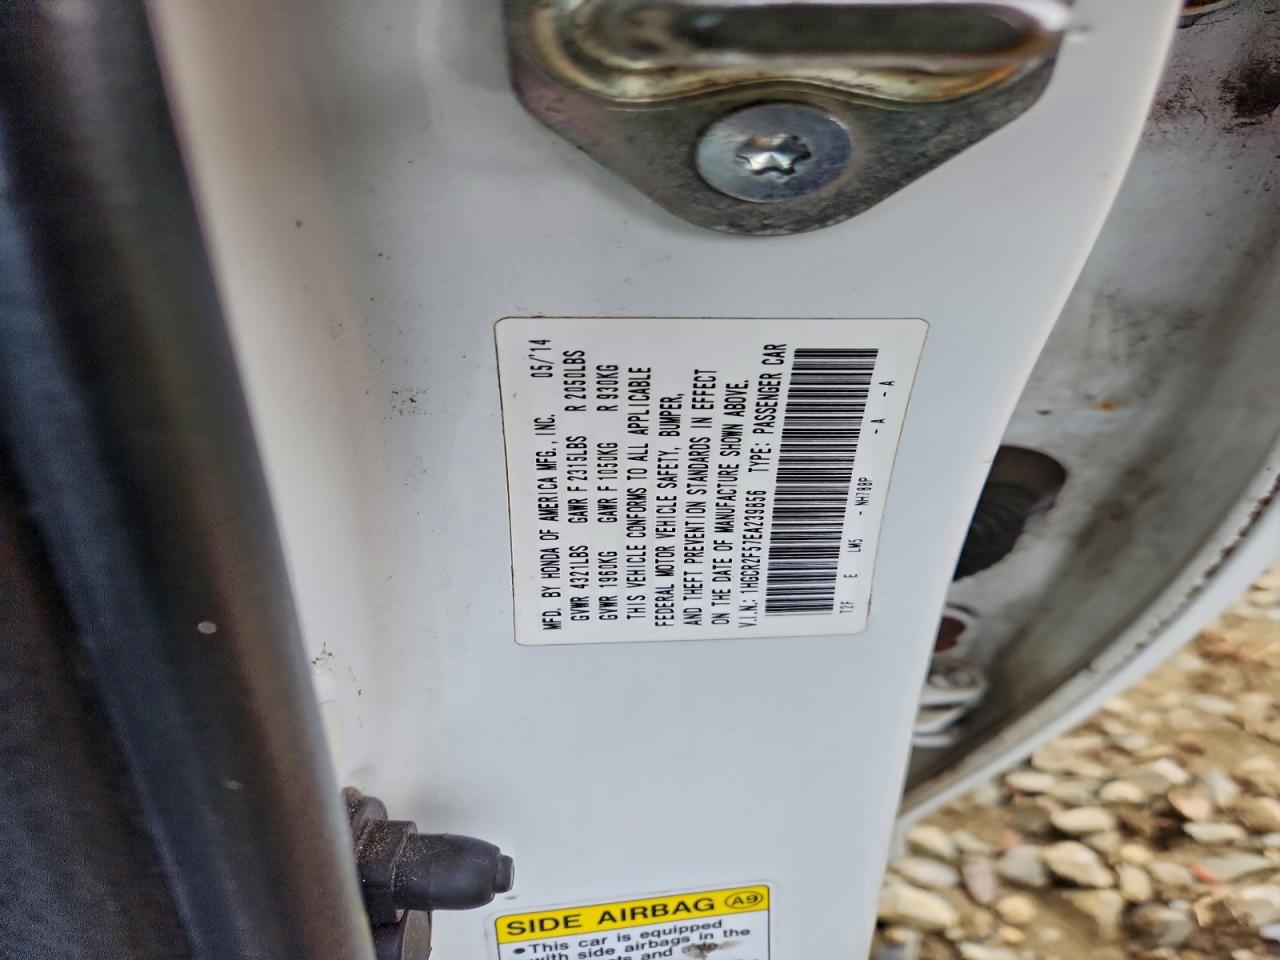 MFD. BY HONDA OF AMERICA MFG., INC. 05/'14
GVWR 4321LBS GAWR F 2315LBS R 2050LBS
GVWR 1960KG GAWR F 1050KG R 930KG
THIS VEHICLE CONFORMS TO ALL APPLICABLE
FEDERAL MOTOR VEHICLE SAFETY, BUMPER,
AND THEFT PREVENTION STANDARDS IN EFFECT
ON THE DATE OF MANUFACTURE SHOWN ABOVE.
V.I.N.: 1HGCR2F57EA239856 TYPE: PASSENGER CAR
T2F E LM5 - NH788P - A - A
SIDE AIRBAG A9
• This car is equipped
with side airbags in the
and